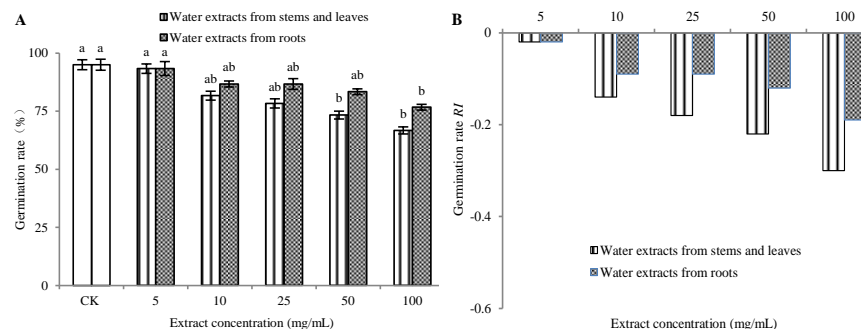 A
Water extracts from stems and leaves
Water extracts from roots
100
75
50
25
0
Germination rate (%)
a a
a a
ab ab
ab ab
b ab
b b
CK 5 10 25 50 100
Extract concentration (mg/mL)
B
5 10 25 50 100
0
-0.2
-0.4
-0.6
Germination rate RI
Water extracts from stems and leaves
Water extracts from roots
Extract concentration (mg/mL)